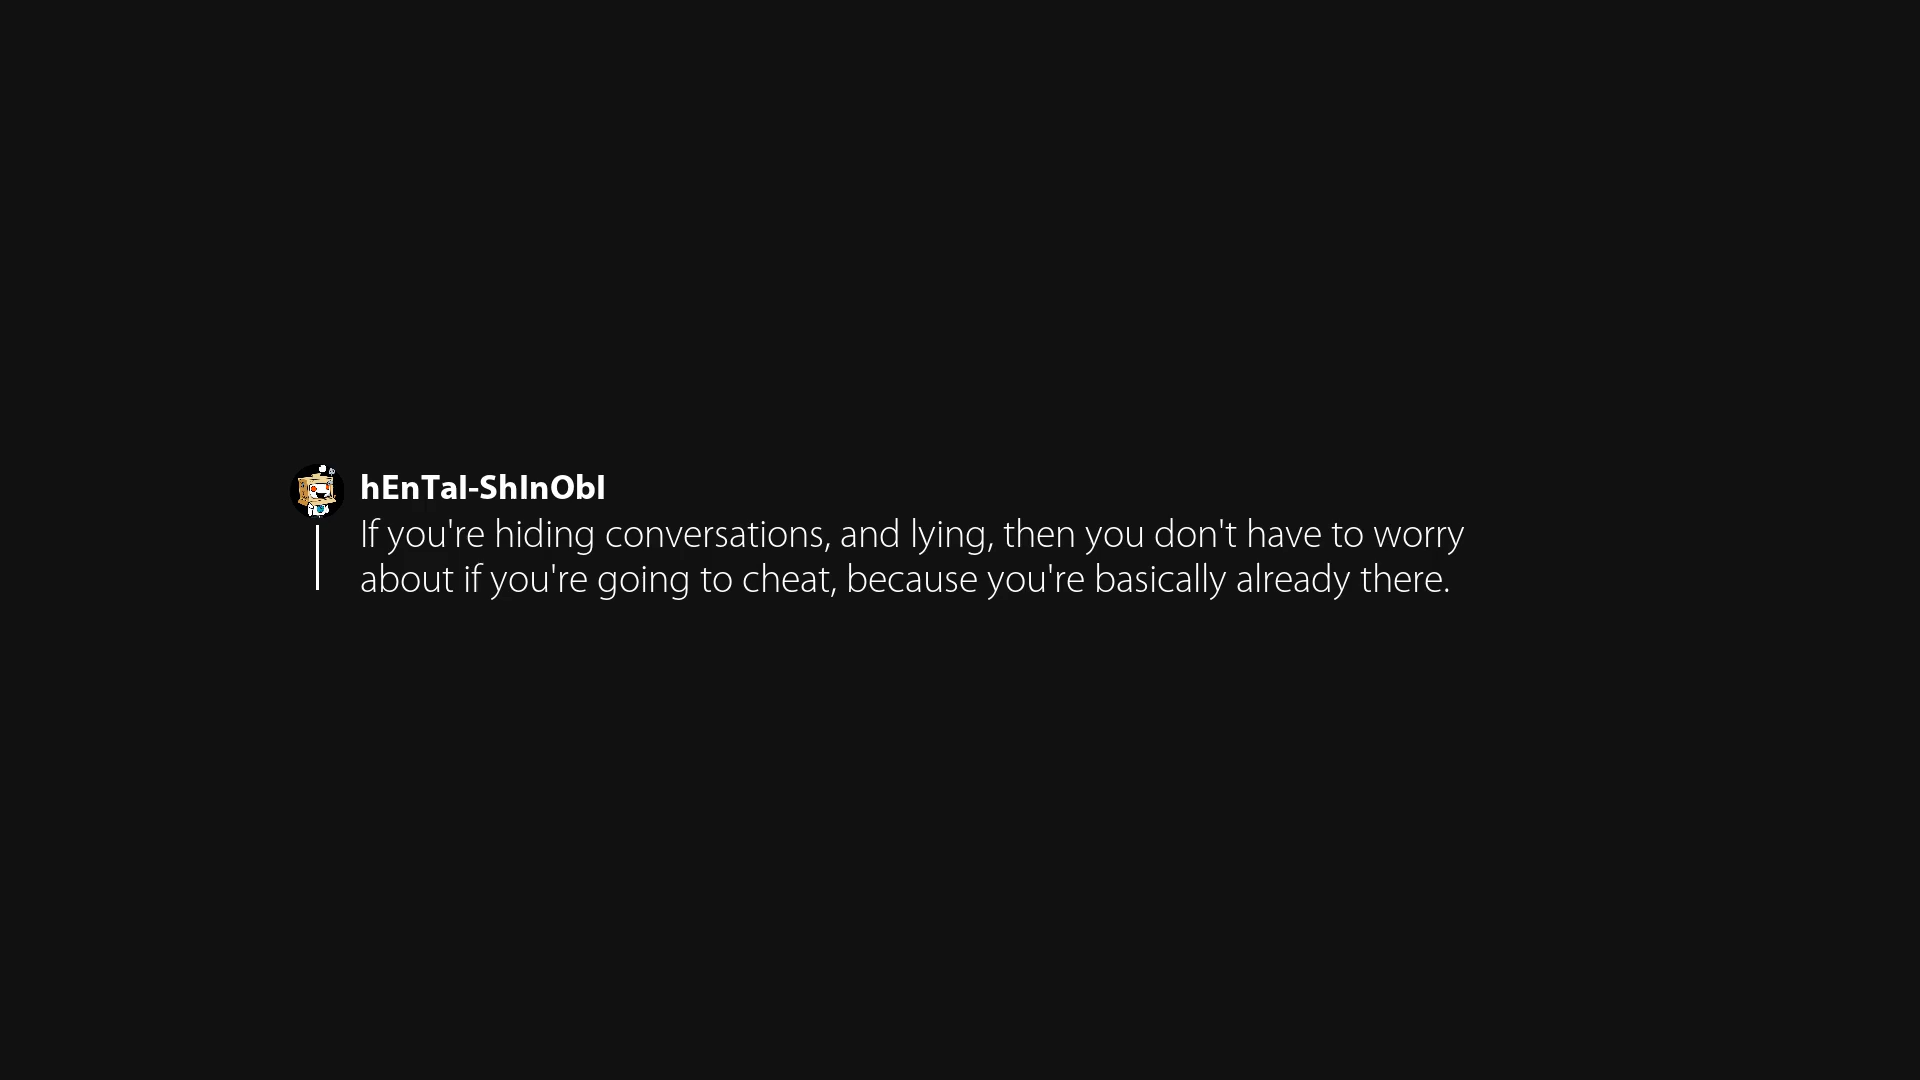 hEnTaI-ShInObI
If you're hiding conversations, and lying, then you don't have to worry
about if you're going to cheat, because you're basically already there.